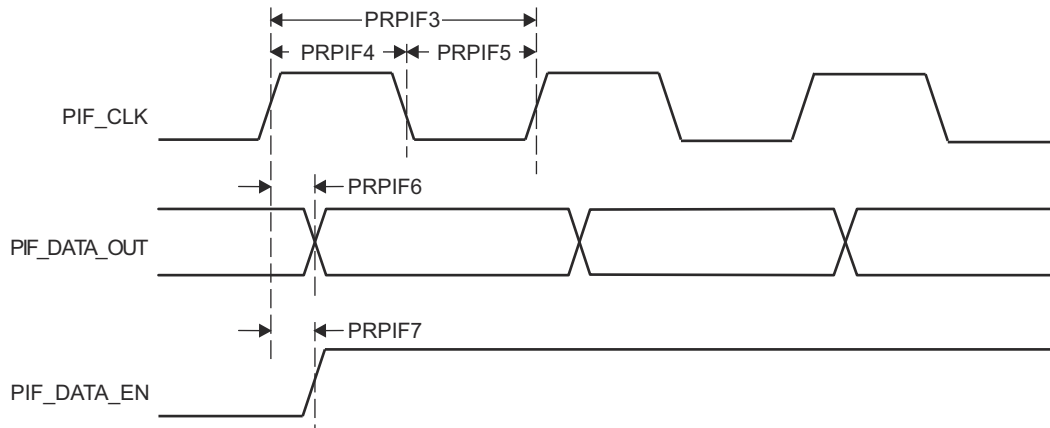 PRPIF3
PRPIF4
PRPIF5
PIF_CLK
PRPIF6
PIF_DATA_OUT
PRPIF7
PIF_DATA_EN